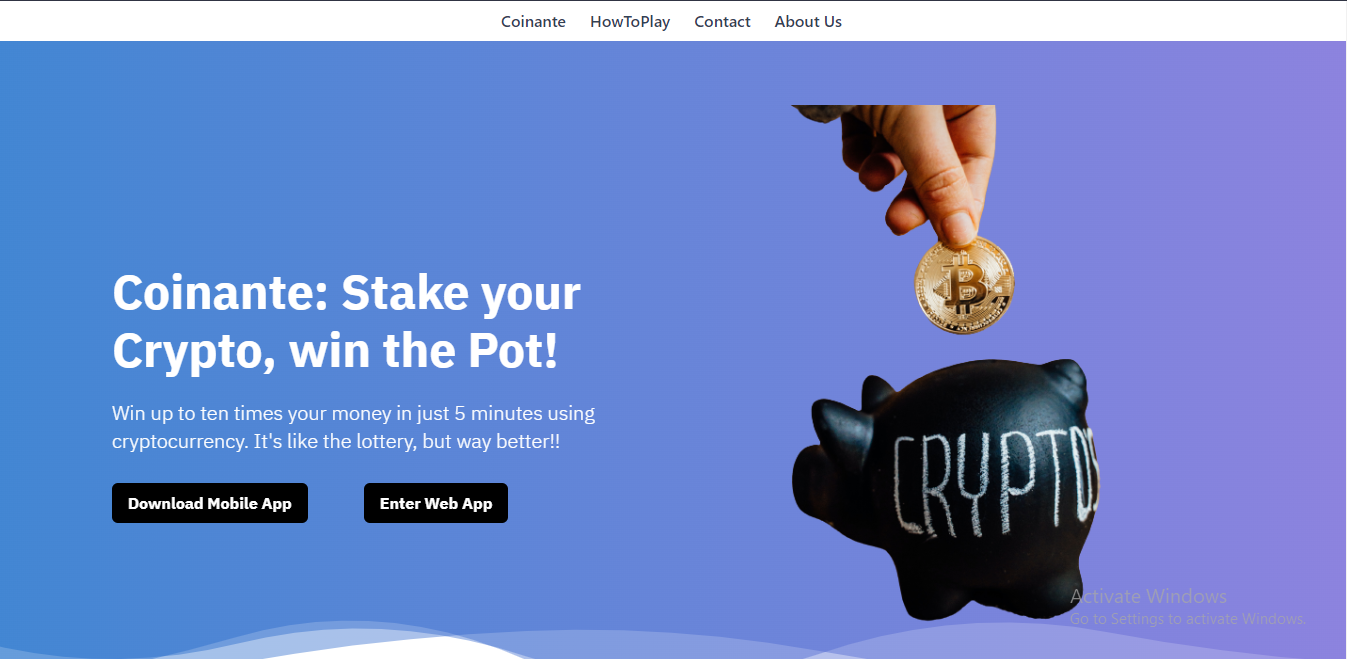 Coinante HowToPlay Contact About Us
Coinante: Stake your
Crypto, win the Pot!
Win up to ten times your money in just 5 minutes using
cryptocurrency. It's like the lottery, but way better!!
Download Mobile App Enter Web App
CRYPTOS
Activate Windows
Go to Settings to activate Windows.